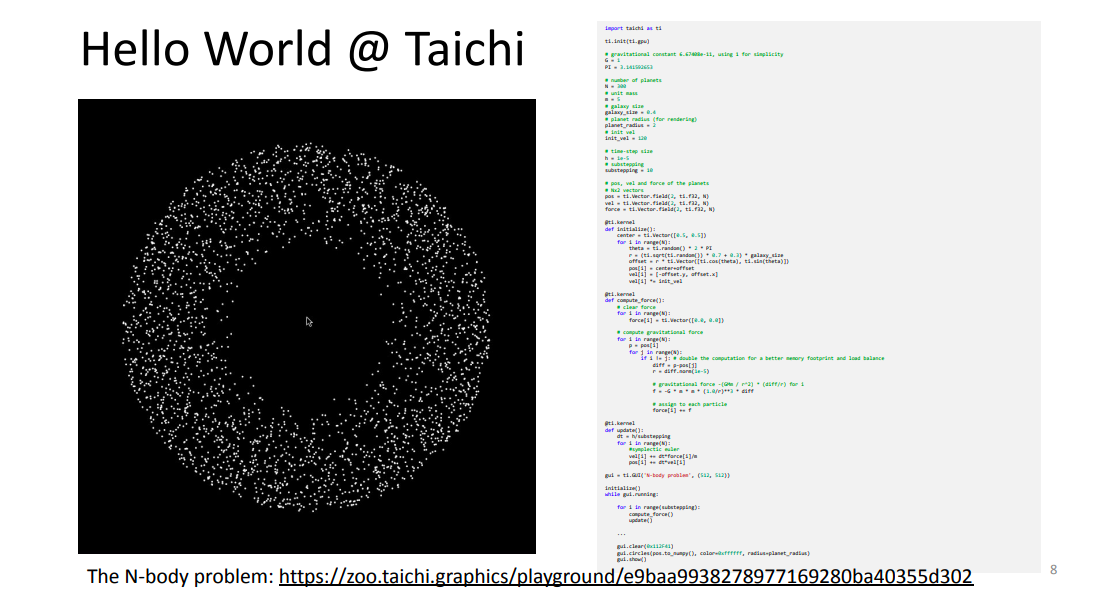 Hello World @ Taichi
import taichi as ti
ti.init(ti.gpu)
# gravitational constant 6.67408e-11, using 1 for simplicity
G = 1
PI = 3.141592653
# number of planets
N = 300
# unit mass
m = 5
# galaxy size
galaxy_size = 0.4
# planet radius (for rendering)
planet_radius = 2
# init vel
init_vel = 120
# time-step size
h = 1e-5
# substepping
substepping = 10
# pos, vel and force of the planets
# Nx2 vectors
pos = ti.Vector.field(2, ti.f32, N)
vel = ti.Vector.field(2, ti.f32, N)
force = ti.Vector.field(2, ti.f32, N)
@ti.kernel
def initialize():
center = ti.Vector([0.5, 0.5])
for i in range(N):
theta = ti.random() * 2 * PI
r = (ti.sqrt(ti.random()) * 0.7 + 0.3) * galaxy_size
offset = r * ti.Vector([ti.cos(theta), ti.sin(theta)])
pos[i] = center+offset
vel[i] = [-offset.y, offset.x]
vel[i] *= init_vel
@ti.kernel
def compute_force():
# clear force
for i in range(N):
force[i] = ti.Vector([0.0, 0.0])
# compute gravitational force
for i in range(N):
p = pos[i]
for j in range(N):
if i != j: # double the computation for a better memory footprint and load balance
diff = p-pos[j]
r = diff.norm(1e-5)
# gravitational force -(GMm / r^2) * (diff/r) for i
f = -G * m * m * (1.0/r)**3 * diff
# assign to each particle
force[i] += f
@ti.kernel
def update():
dt = h/substepping
for i in range(N):
#symplectic euler
vel[i] += dt*force[i]/m
pos[i] += dt*vel[i]
gui = ti.GUI('N-body problem', (512, 512))
initialize()
while gui.running:
for i in range(substepping):
compute_force()
update()
...
gui.clear(0x112F41)
gui.circles(pos.to_numpy(), color=0xffffff, radius=planet_radius)
gui.show()
The N-body problem: https://zoo.taichi.graphics/playground/e9baa9938278977169280ba40355d302
8